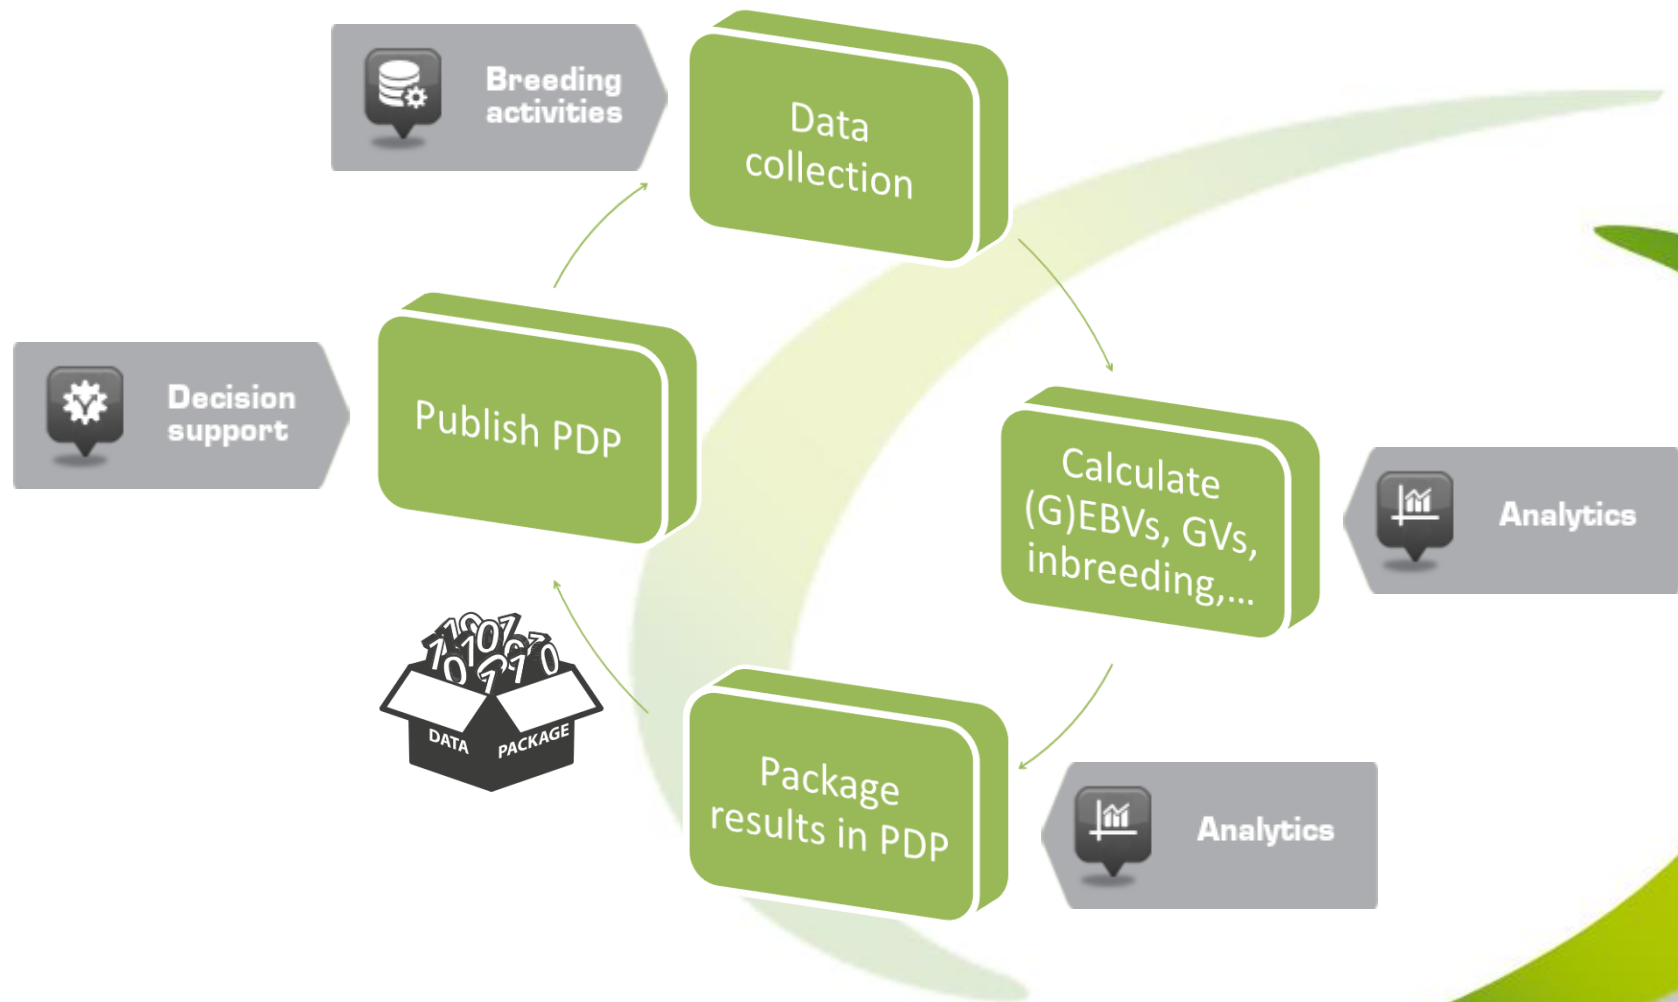 Breeding
activities
Data
collection
Decision
support
Publish PDP
Calculate
(G)EBVs, GVs,
inbreeding,...
Analytics
DATA PACKAGE
Package
results in PDP
Analytics